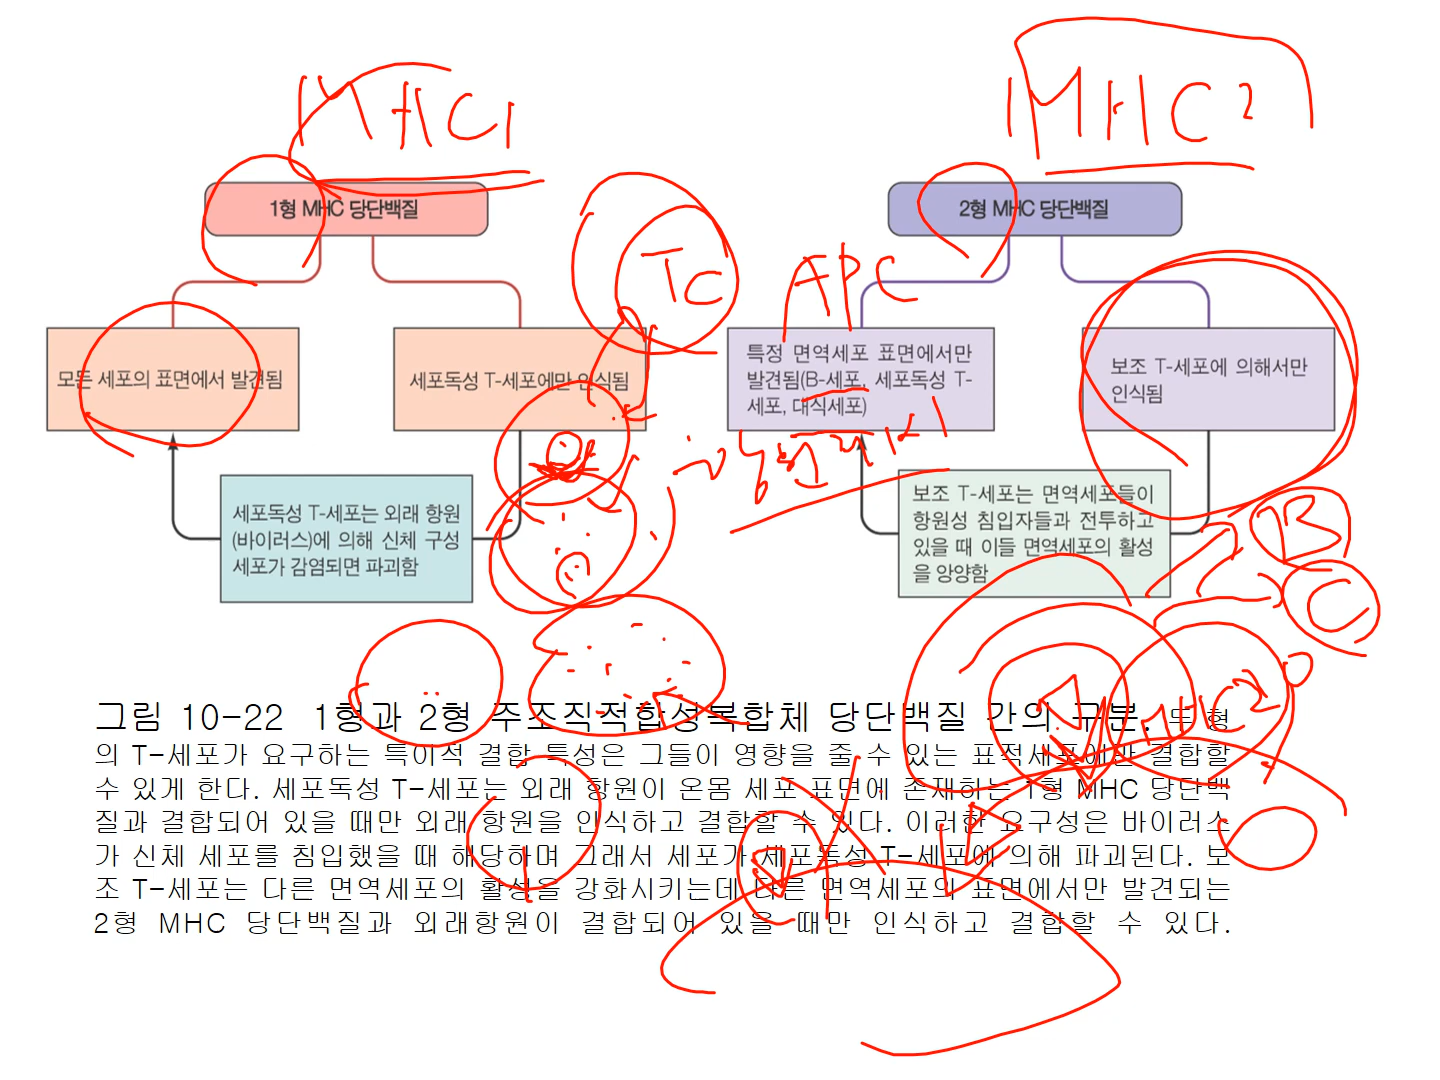 MHC1
MHC2
1형 MHC 당단백질
2형 MHC 당단백질
Tc
APC
모든 세포의 표면에서 발견됨
세포독성 T-세포에만 인식됨
특정 면역세포 표면에서만
발견됨(B-세포, 세포독성 T-
세포, 대식세포)
보조 T-세포에 의해서만
인식됨
항원제시
세포독성 T-세포는 외래 항원
(바이러스)에 의해 신체 구성
세포가 감염되면 파괴함
보조 T-세포는 면역세포들이
항원성 침입자들과 전투하고
있을 때 이들 면역세포의 활성
을 앙양함
B
C
MHC2
그림 10-22 1형과 2형 주조직적합성복합체 당단백질 간의 구분. 두 형
의 T-세포가 요구하는 특이적 결합 특성은 그들이 영향을 줄 수 있는 표적세포에만 결합할
수 있게 한다. 세포독성 T-세포는 외래 항원이 온몸 세포 표면에 존재하는 1형 MHC 당단백
질과 결합되어 있을 때만 외래 항원을 인식하고 결합할 수 있다. 이러한 요구성은 바이러스
가 신체 세포를 침입했을 때 해당하며 그래서 세포가 세포독성 T-세포에 의해 파괴된다. 보
조 T-세포는 다른 면역세포의 활성을 강화시키는데 다른 면역세포의 표면에서만 발견되는
2형 MHC 당단백질과 외래항원이 결합되어 있을 때만 인식하고 결합할 수 있다.